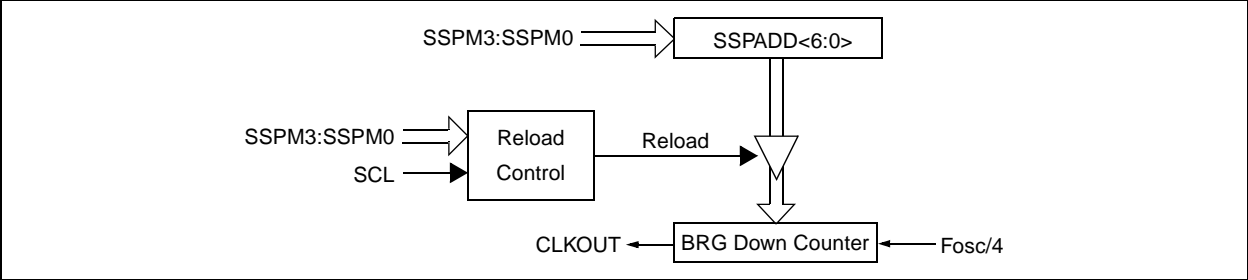 SSPM3:SSPM0
SSPADD<6:0>
SSPM3:SSPM0
SCL
Reload
Control
Reload
CLKOUT
BRG Down Counter
Fosc/4